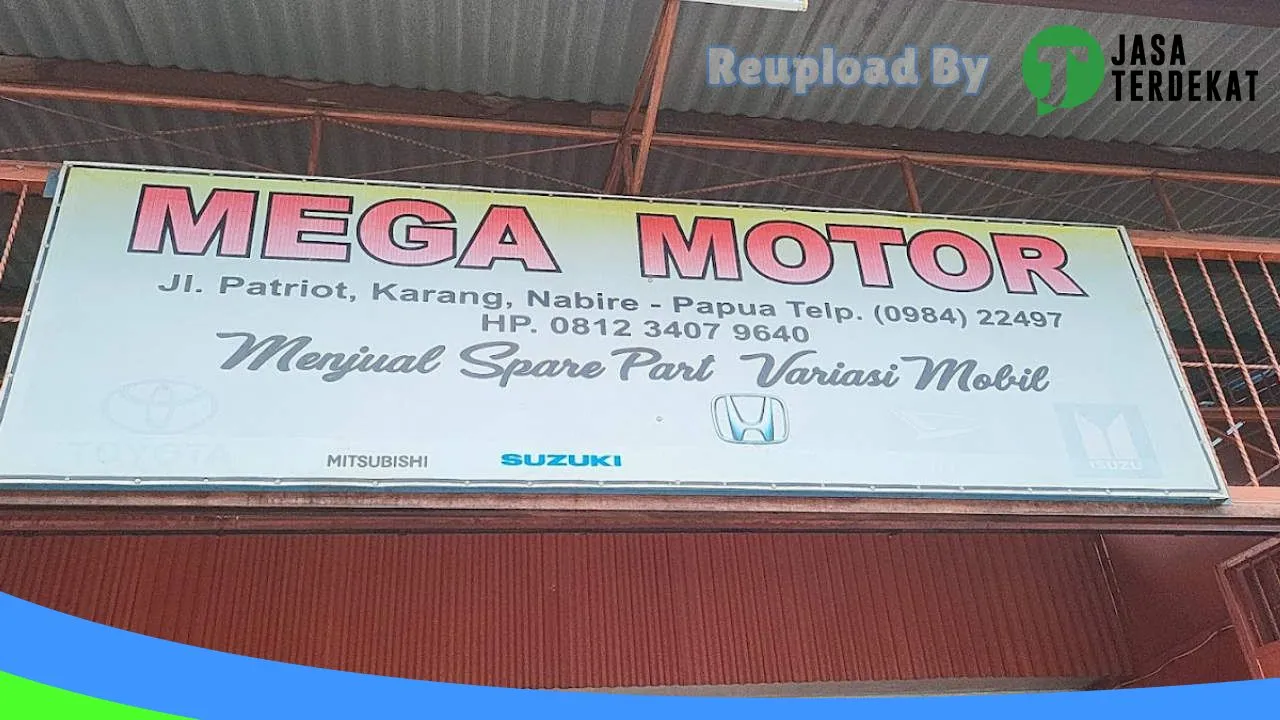 Reupload By
JASA
TERDEKAT
MEGA MOTOR
Jl. Patriot, Karang, Nabire - Papua Telp. (0984) 22497
HP. 0812 3407 9640
Menjual Spare Part Variasi Mobil
TOYOTA
MITSUBISHI
SUZUKI
ISUZU